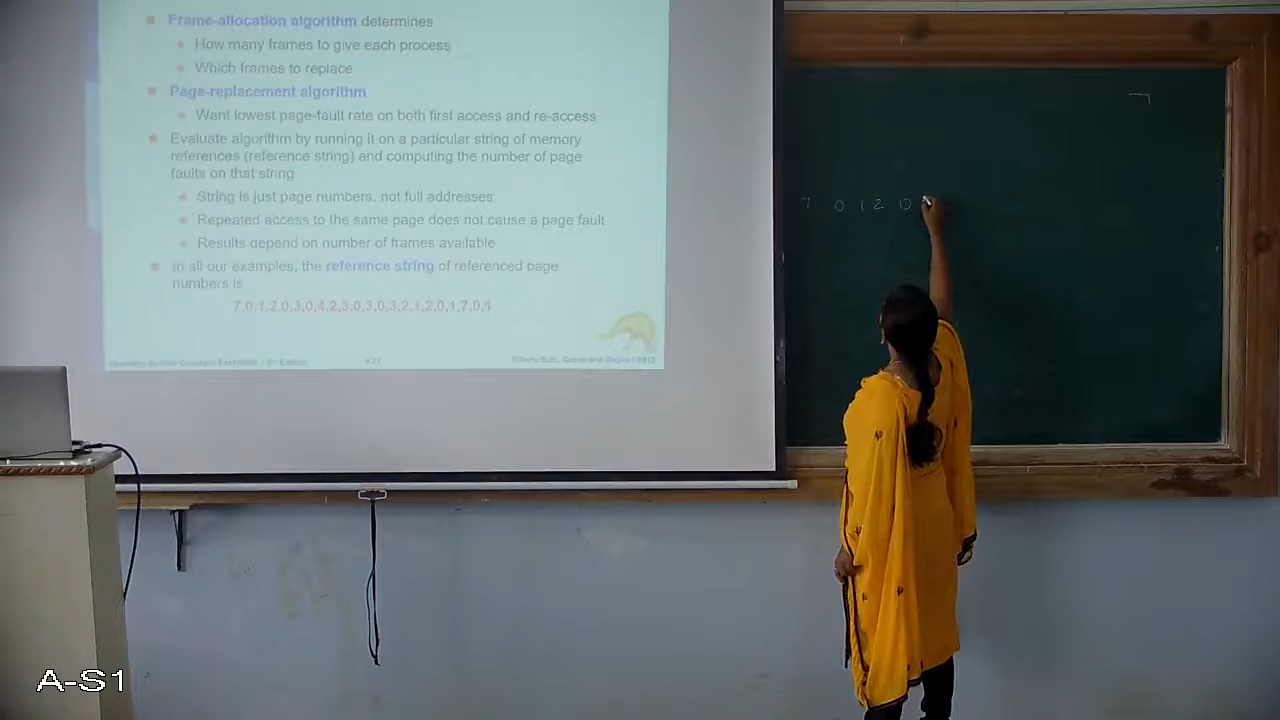 Frame-allocation algorithm determines
How many frames to give each process
Which frames to replace
Page-replacement algorithm
Want lowest page-fault rate on both first access and re-access
Evaluate algorithm by running it on a particular string of memory
references (reference string) and computing the number of page
faults on that string
String is just page numbers, not full addresses
Repeated access to the same page does not cause a page fault
Results depend on number of frames available
In all our examples, the reference string of referenced page
numbers is
7,0,1,2,0,3,0,4,2,3,0,3,0,3,2,1,2,0,1,7,0,1
7 0 1 2 0
A-S1